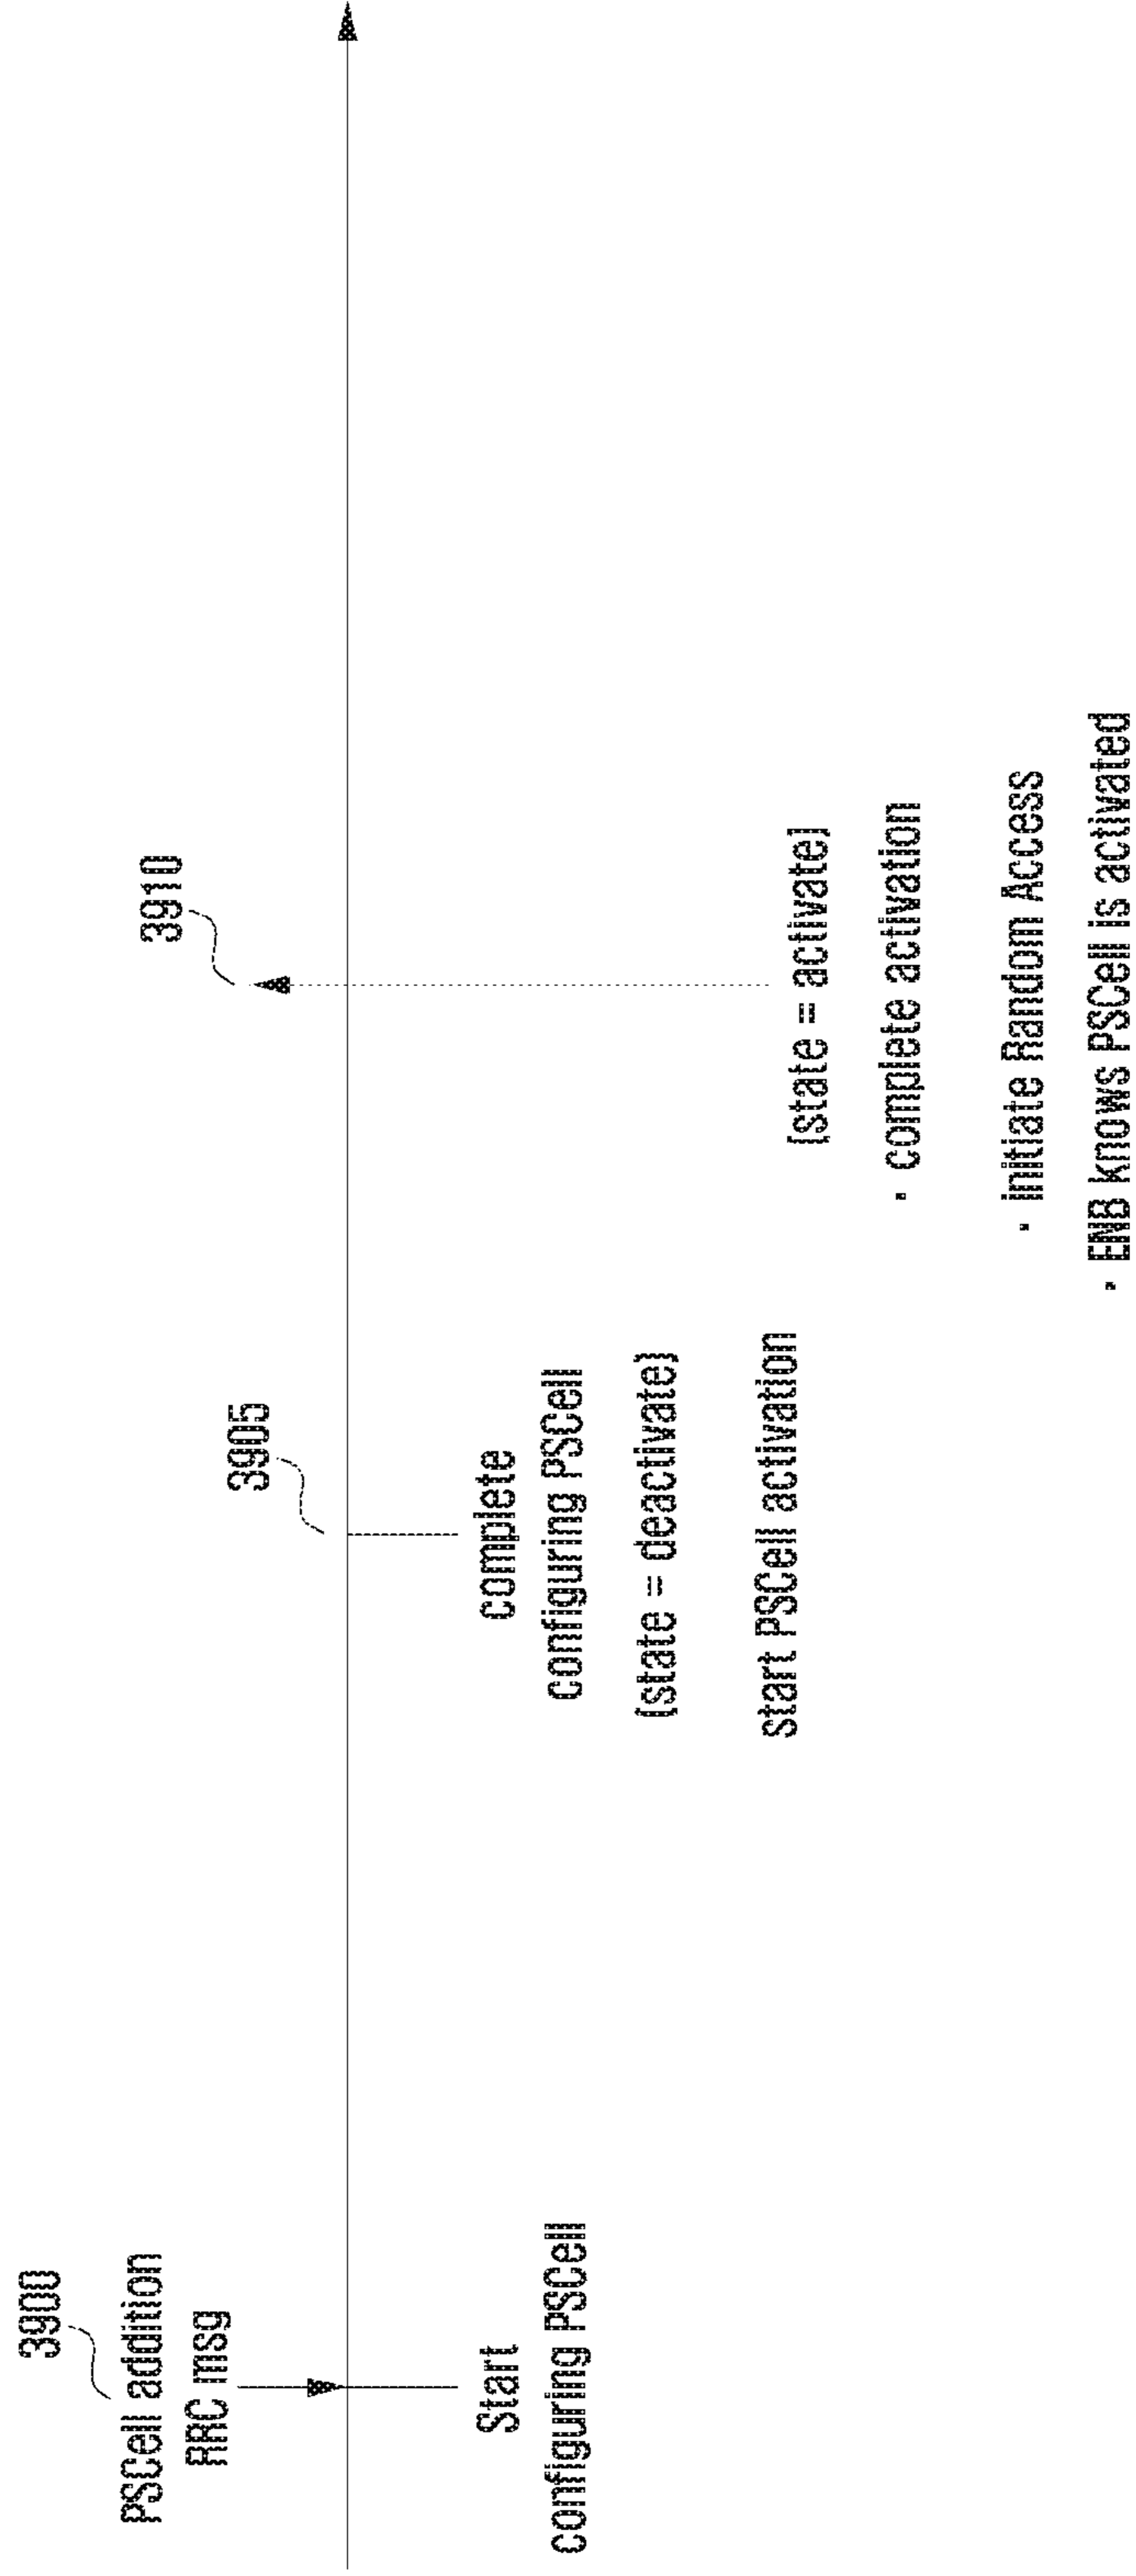 3900
PSCell addition
RRC msg
Start
configuring PSCell
3905
complete
configuring PSCell
(state = deactivate)
start PSCell activation
3910
(state = activate)
· complete activation
· initiate Random Access
· ENB knows PSCell is activated